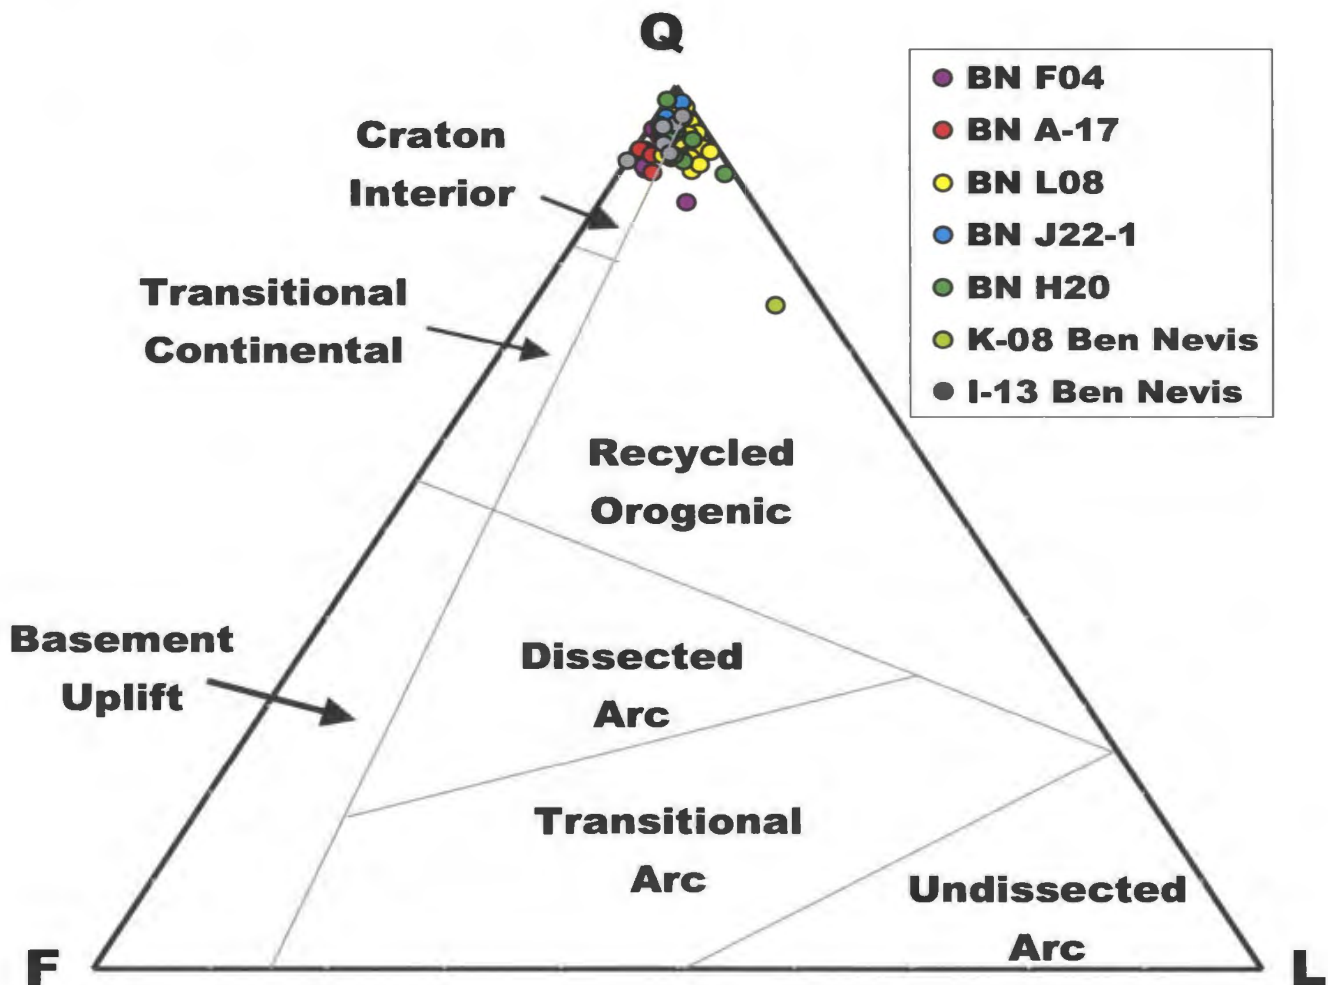 Q
BN F04
BN A-17
BN L08
BN J22-1
BN H20
K-08 Ben Nevis
I-13 Ben Nevis
Craton
Interior
Transitional
Continental
Recycled
Orogenic
Basement
Uplift
Dissected
Arc
Transitional
Arc
Undissected
Arc
F
L